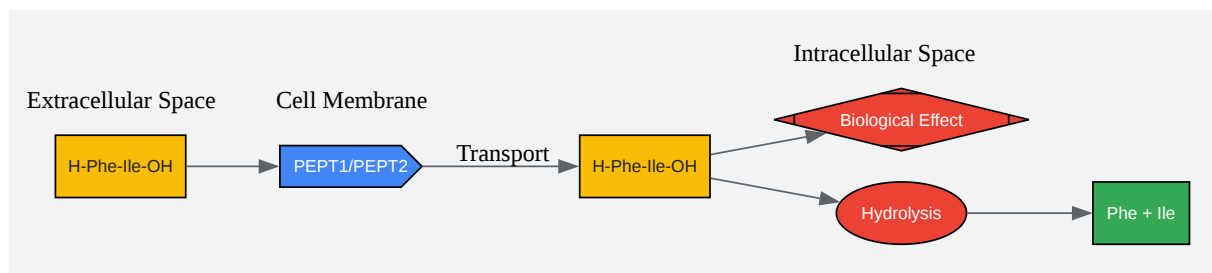 Intracellular Space
Extracellular Space
Cell Membrane
Biological Effect
H-Phe-Ile-OH
PEPT1/PEPT2
Transport
H-Phe-Ile-OH
Hydrolysis
Phe + Ile